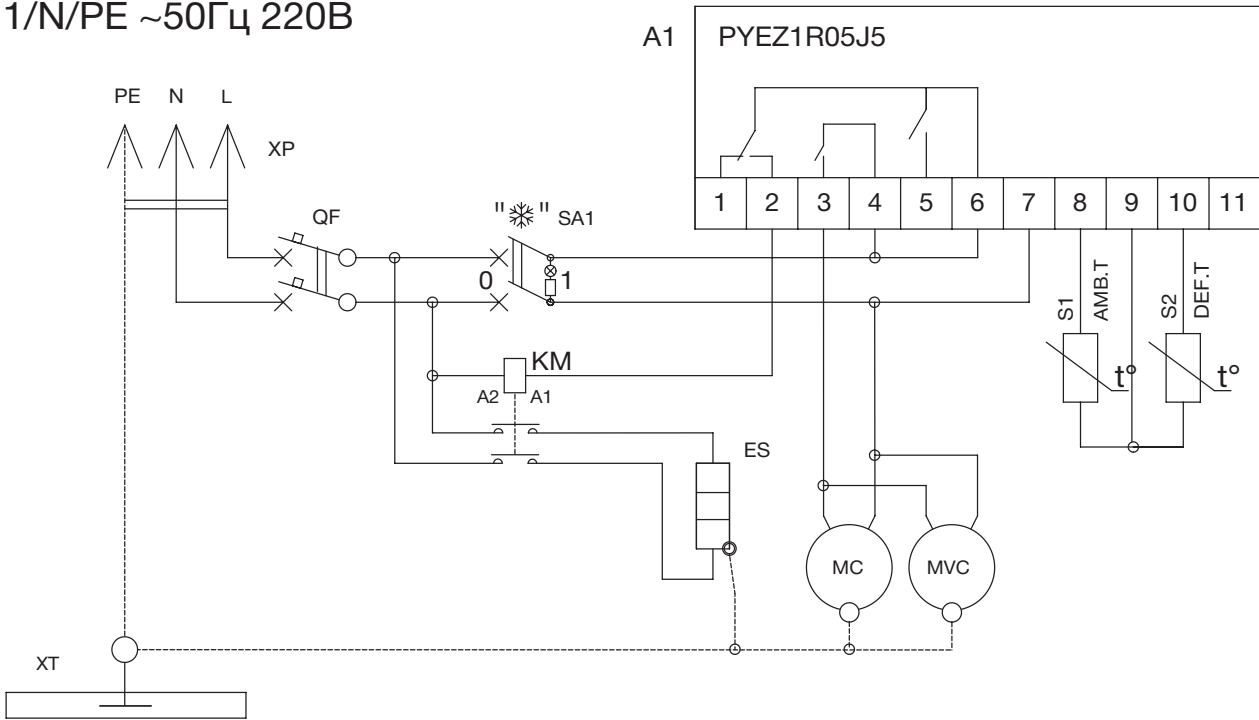 1/N/PE ~50Гц 220В
A1 PYEZ1R05J5
PE N L
XP
1 2 3 4 5 6 7 8 9 10 11
QF
"❄" SA1
0 1
S1 AMB.T
S2 DEF.T
t° t°
KM
A2 A1
ES
MC MVC
XT